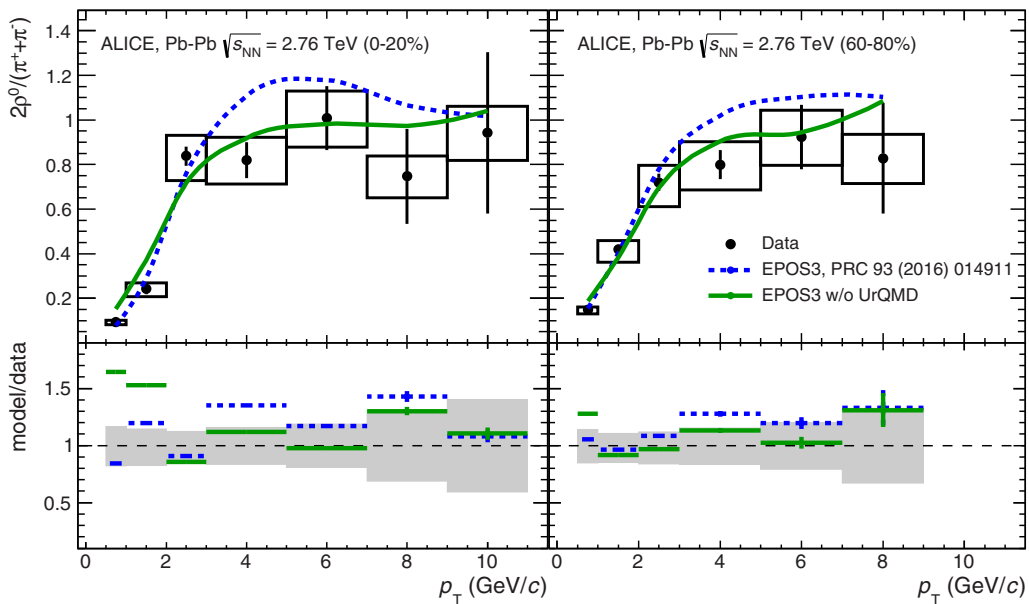 2ρ⁰/(π⁺+π⁻)
1.4
1.2
1
0.8
0.6
0.4
0.2
ALICE, Pb-Pb √sNN = 2.76 TeV (0-20%)
ALICE, Pb-Pb √sNN = 2.76 TeV (60-80%)
Data
EPOS3, PRC 93 (2016) 014911
EPOS3 w/o UrQMD
model/data
1.5
1
0.5
0 2 4 6 8 10
0 2 4 6 8 10
pT (GeV/c)
pT (GeV/c)